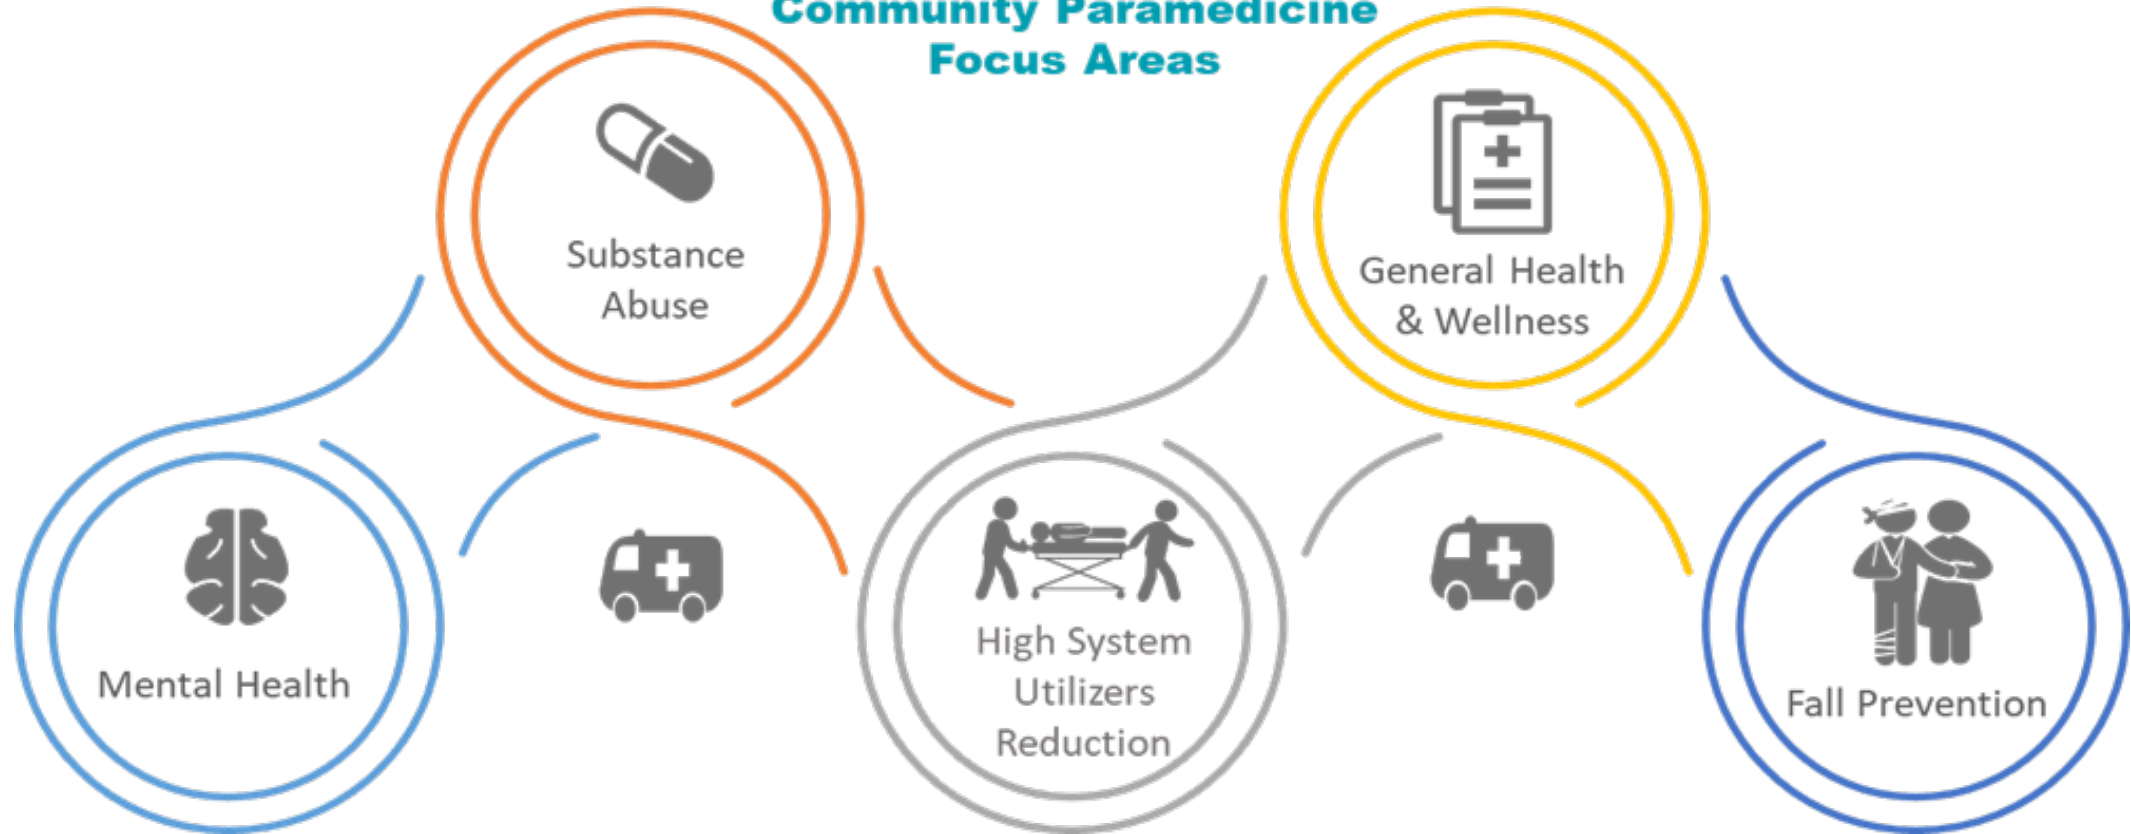 Community Paramedicine
Focus Areas
Substance
Abuse
General Health
& Wellness
Mental Health
High System
Utilizers
Reduction
Fall Prevention